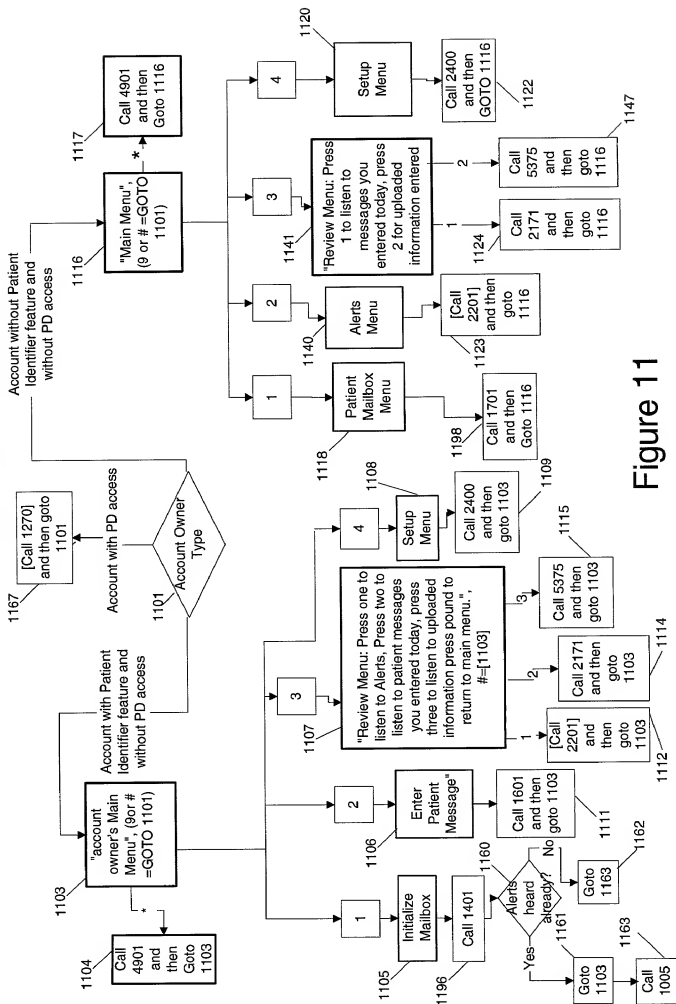 1167
[Call 1270]
and then goto
1101
Account with PD access
1101
Account Owner
Type
Account without Patient
Identifier feature and
without PD access
Account with Patient
Identifier feature and
without PD access
1116
"Main Menu",
(9 or # =GOTO
1101)
*
1117
Call 4901
and then
Goto 1116
1
2
3
4
1118
Patient
Mailbox
Menu
1198
Call 1701
and then
Goto 1116
1140
Alerts
Menu
1123
[Call
2201]
and then
goto
1116
1141
"Review Menu: Press
1 to listen to
messages you
entered today, press
2 for uploaded
information entered
1
2
1124
Call
2171 and
then goto
1116
Call
5375 and
then
goto
1116
1147
1120
Setup
Menu
Call 2400
and then
GOTO 1116
1122
1103
"account
owner's Main
Menu", (9or #
=GOTO 1101)
*
1104
Call
4901 and
then
Goto
1103
1
2
3
4
1105
Initialize
Mailbox
1196
Call 1401
1160
Alerts
heard
already?
Yes
No
1161
Goto
1103
1163
Call
1005
Goto
1163
1162
1106
Enter
Patient
Message"
Call 1601
and then
goto 1103
1111
1107
"Review Menu: Press one to
listen to Alerts, Press two to
listen to patient messages
you entered today, press
three to listen to uploaded
information press pound to
return to main menu.",
#=[1103]
1
2
3
[Call
2201]
and then
goto
1103
1112
Call 2171
and then
goto
1103
1114
Call 5375
and then
goto 1103
1115
1108
Setup
Menu
Call 2400
and then
goto 1103
1109
Figure 11